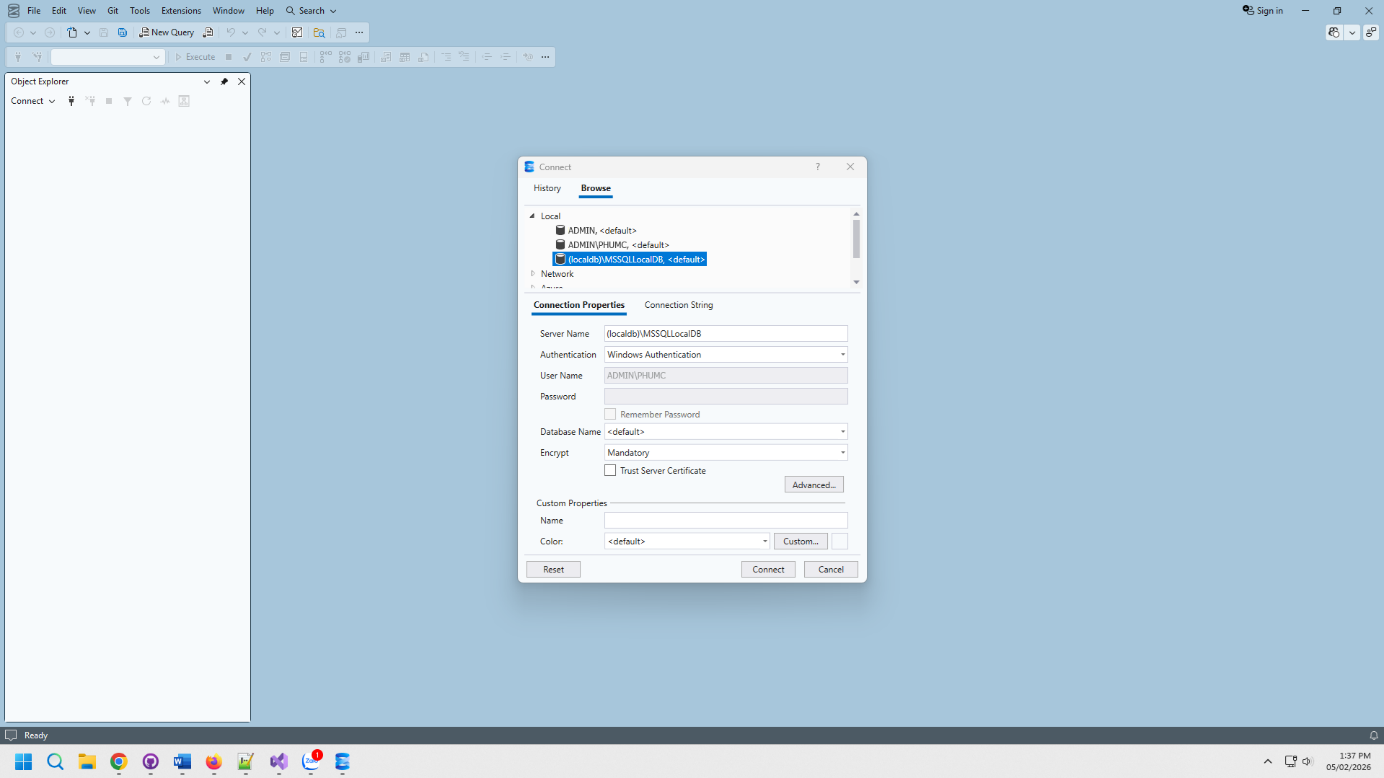 File Edit View Git Tools Extensions Window Help Search
Sign in
New Query
Execute
Object Explorer
Connect
Connect
?
History Browse
Local
ADMIN, <default>
ADMIN\PHUMC, <default>
(localdb)\MSSQLLocalDB, <default>
Network
Azure
Connection Properties Connection String
Server Name (localdb)\MSSQLLocalDB
Authentication Windows Authentication
User Name ADMIN\PHUMC
Password
Remember Password
Database Name <default>
Encrypt Mandatory
Trust Server Certificate
Advanced...
Custom Properties
Name
Color: <default> Custom...
Reset Connect Cancel
Ready
1
Zalo
1:37 PM
05/02/2026